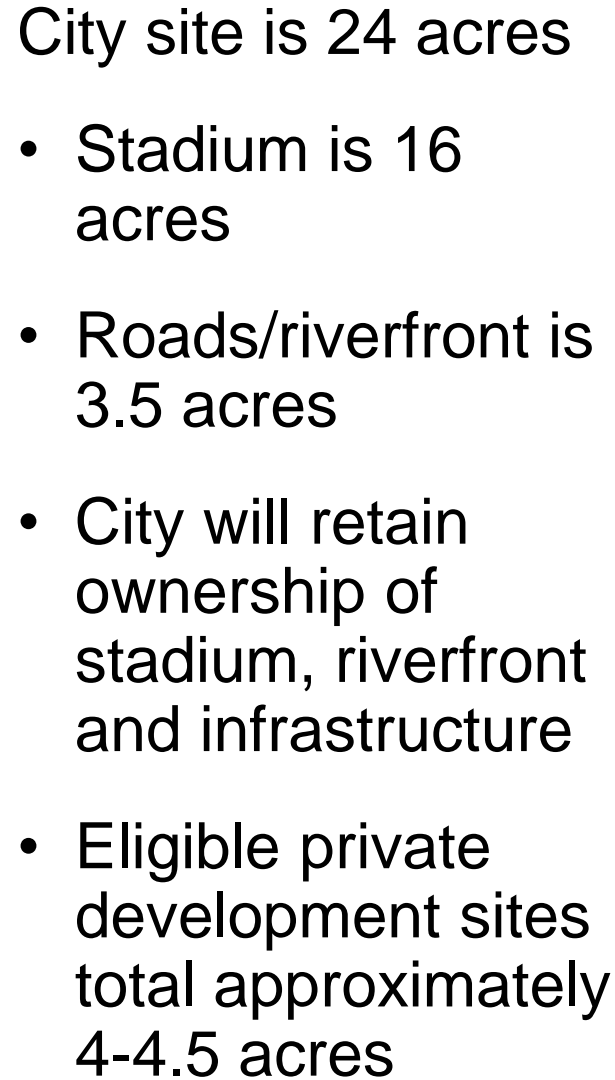 City site is 24 acres
• Stadium is 16
acres
• Roads/riverfront is
3.5 acres
• City will retain
ownership of
stadium, riverfront
and infrastructure
• Eligible private
development sites
total approximately
4-4.5 acres